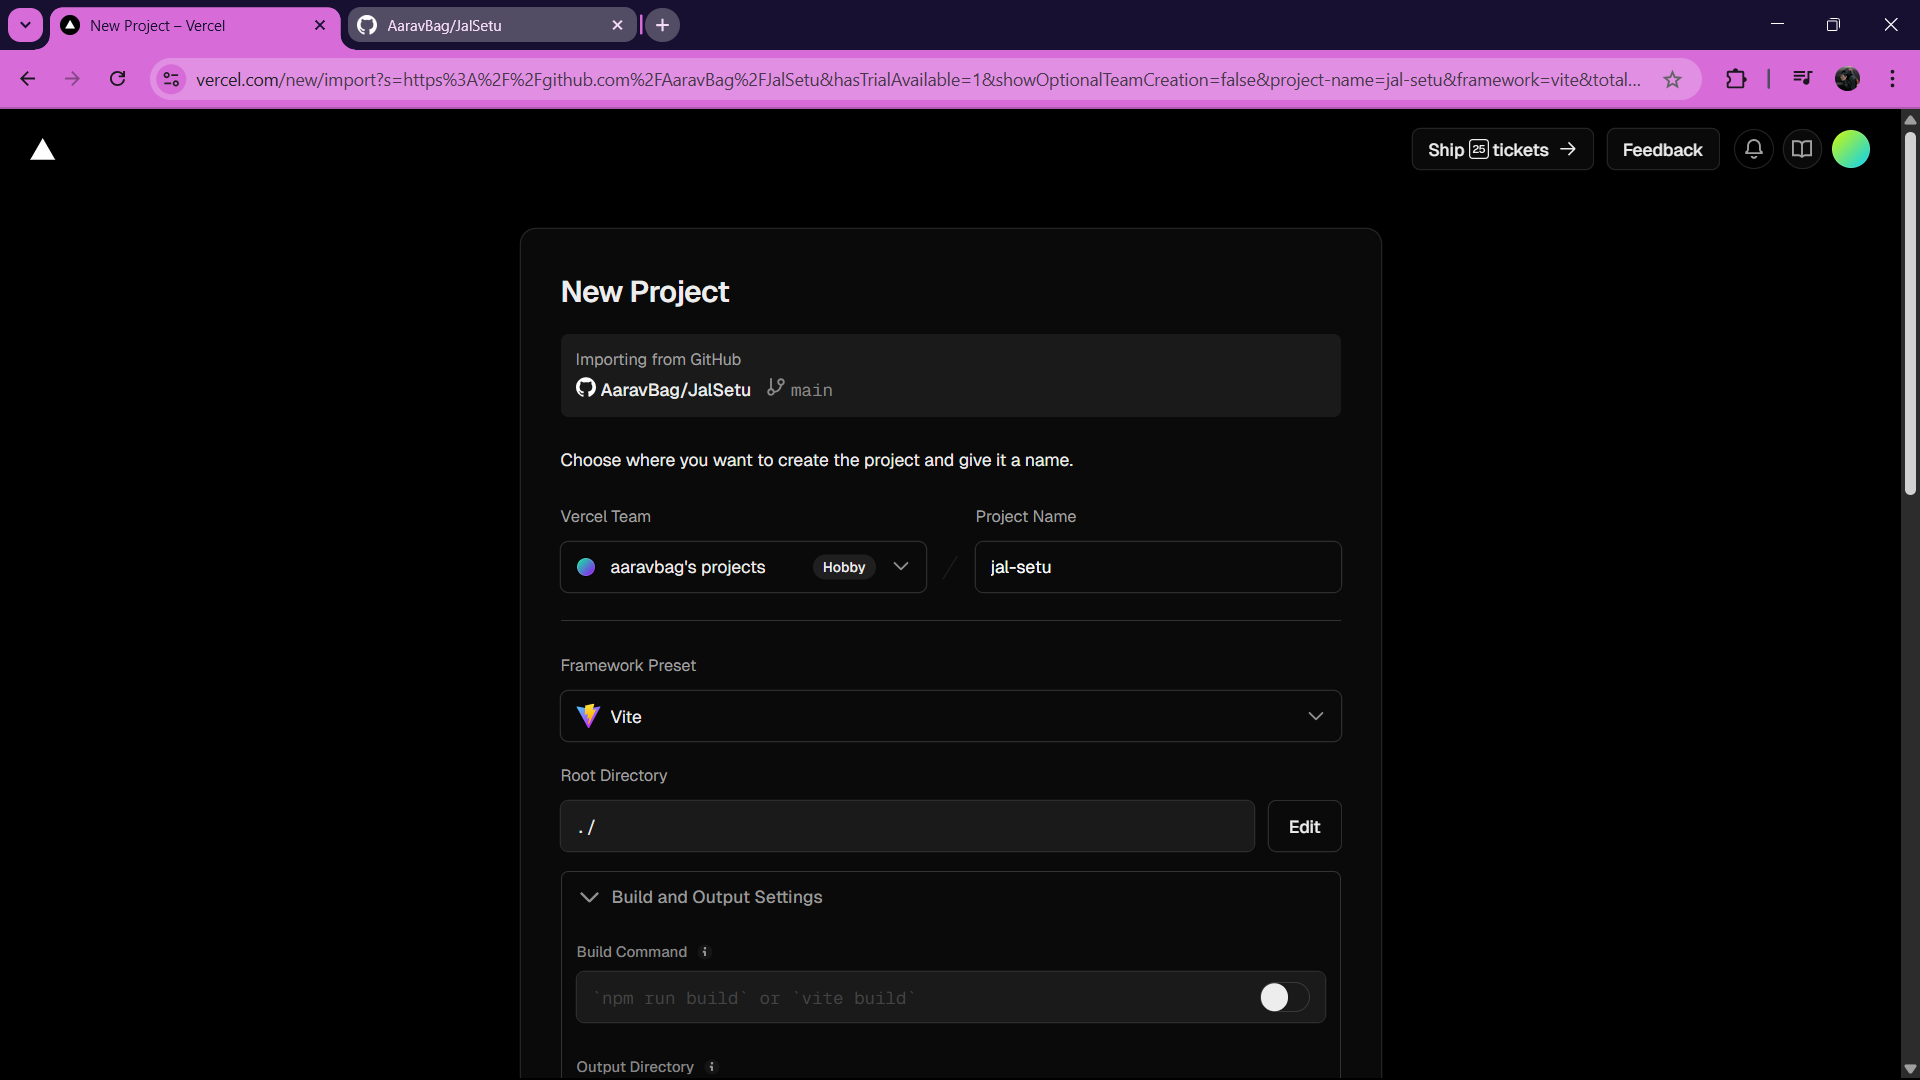 New Project – Vercel
AaravBag/JalSetu
vercel.com/new/import?s=https%3A%2F%2Fgithub.com%2FAaravBag%2FJalSetu&hasTrialAvailable=1&showOptionalTeamCreation=false&project-name=jal-setu&framework=vite&total...
Ship 25 tickets →
Feedback
New Project
Importing from GitHub
AaravBag/JalSetu main
Choose where you want to create the project and give it a name.
Vercel Team
Project Name
aaravbag's projects Hobby
/
jal-setu
Framework Preset
Vite
Root Directory
./
Edit
Build and Output Settings
Build Command
`npm run build` or `vite build`
Output Directory